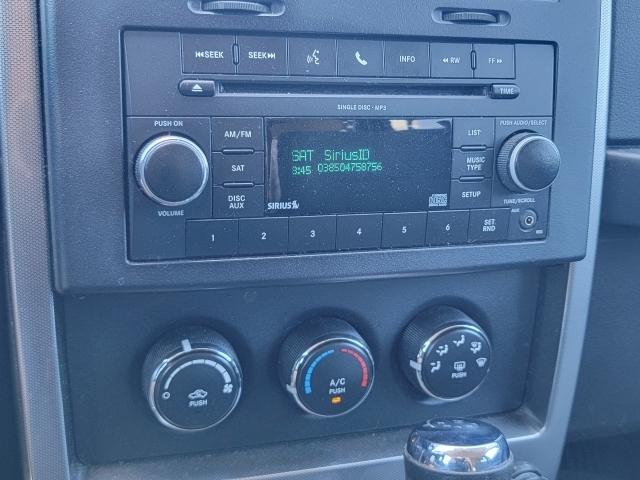 SEEK SEEK INFO RW FF
TIME
SINGLE DISC • MP3
PUSH ON
AM/FM
SAT
DISC AUX
VOLUME
SAT SiriusID
8:45 038504758756
SIRIUS
LIST
MUSIC TYPE
SETUP
PUSH AUDIO/SELECT
TUNE/SCROLL
AUX
1 2 3 4 5 6 SET RND
PUSH
A/C
PUSH
PUSH